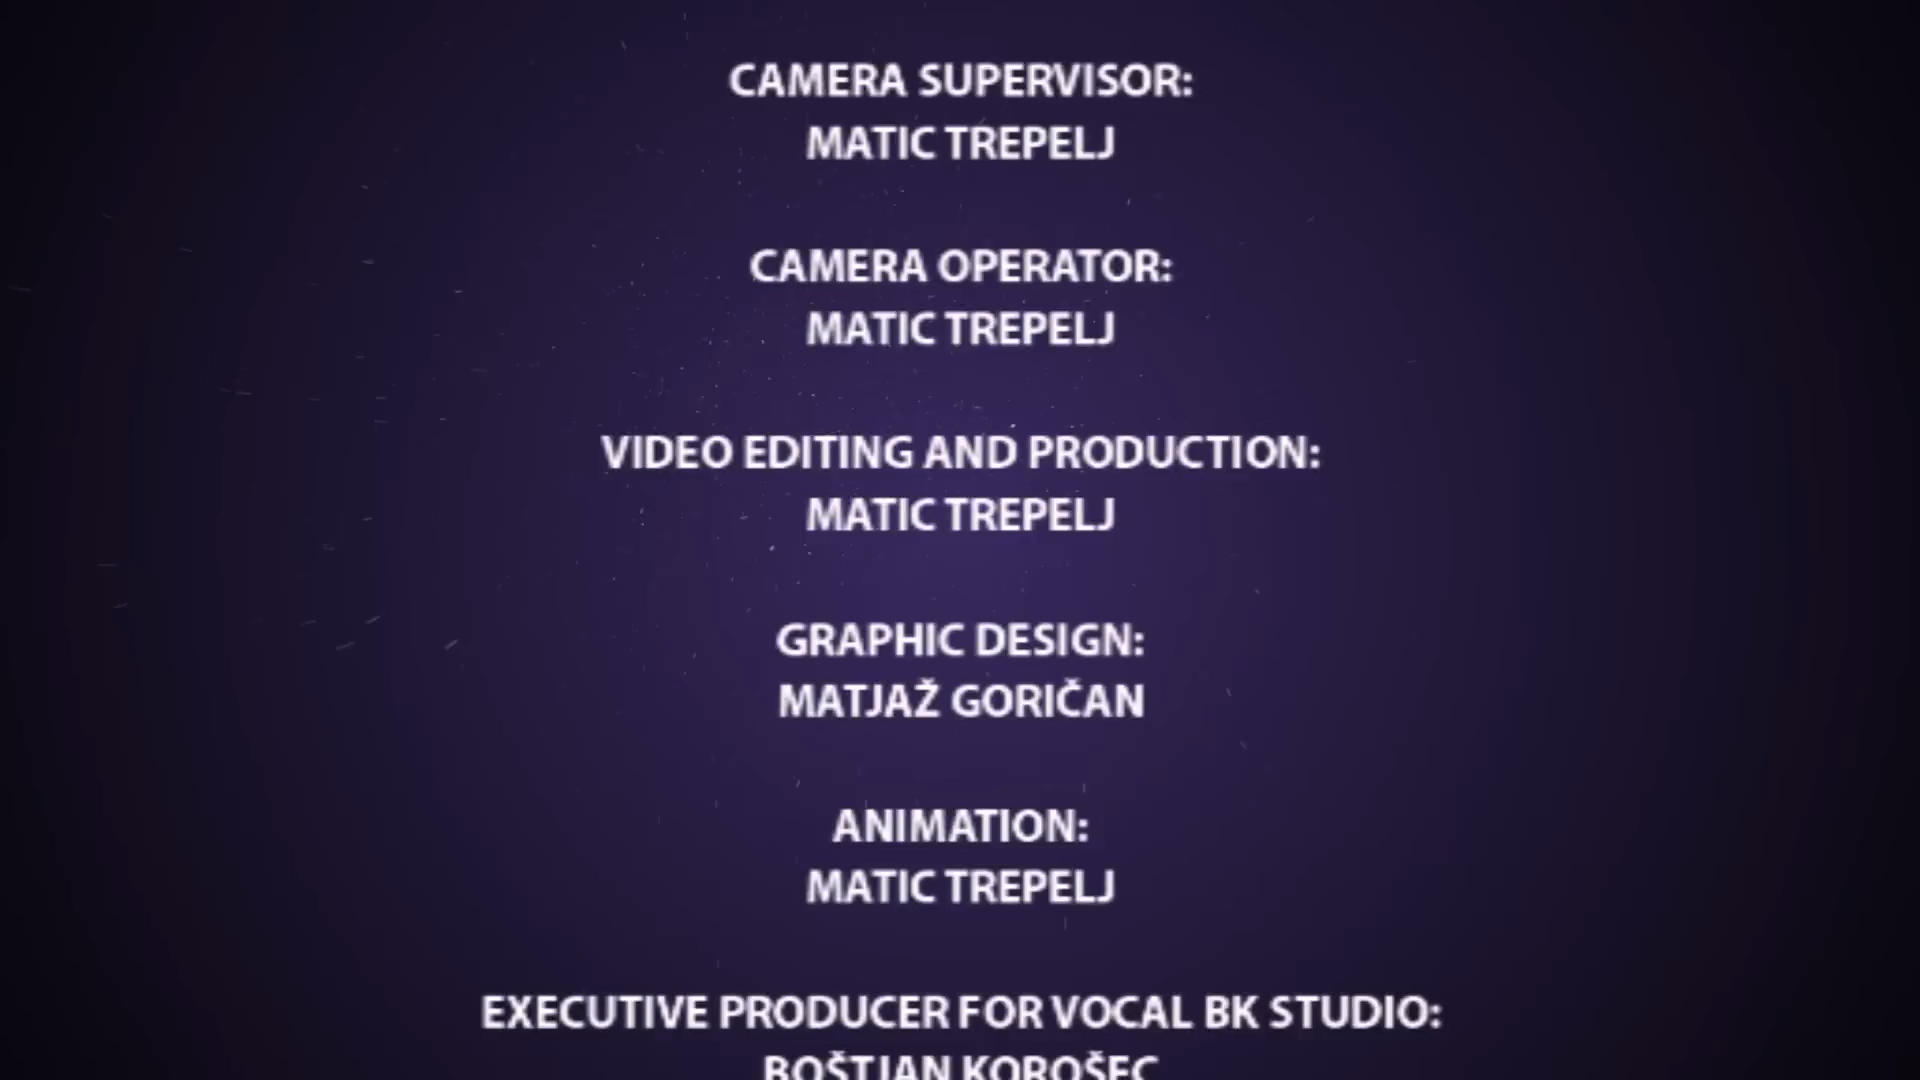 CAMERA SUPERVISOR:
MATIC TREPELJ
CAMERA OPERATOR:
MATIC TREPELJ
VIDEO EDITING AND PRODUCTION:
MATIC TREPELJ
GRAPHIC DESIGN:
MATJAŽ GORIČAN
ANIMATION:
MATIC TREPELJ
EXECUTIVE PRODUCER FOR VOCAL BK STUDIO:
BOŠTJAN KOROŠEC